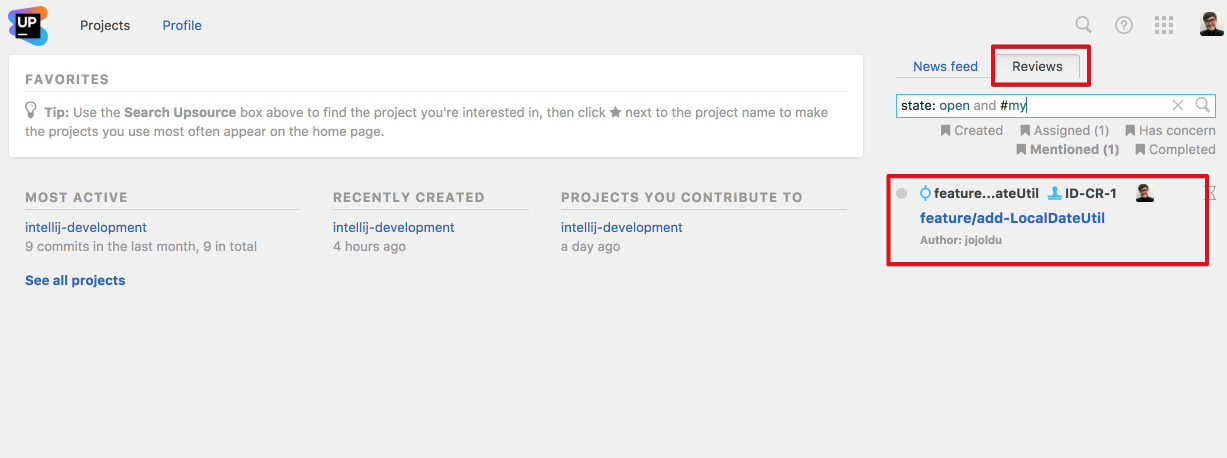 UP
Projects
Profile
FAVORITES
Tip: Use the Search Upsource box above to find the project you're interested in, then click ★ next to the project name to make
the projects you use most often appear on the home page.
MOST ACTIVE
intellij-development
9 commits in the last month, 9 in total
See all projects
RECENTLY CREATED
intellij-development
4 hours ago
PROJECTS YOU CONTRIBUTE TO
intellij-development
a day ago
News feed
Reviews
state: open and #my
Created
Assigned (1)
Has concern
Mentioned (1)
Completed
feature...ateUtil
ID-CR-1
feature/add-LocalDateUtil
Author: jojoldu